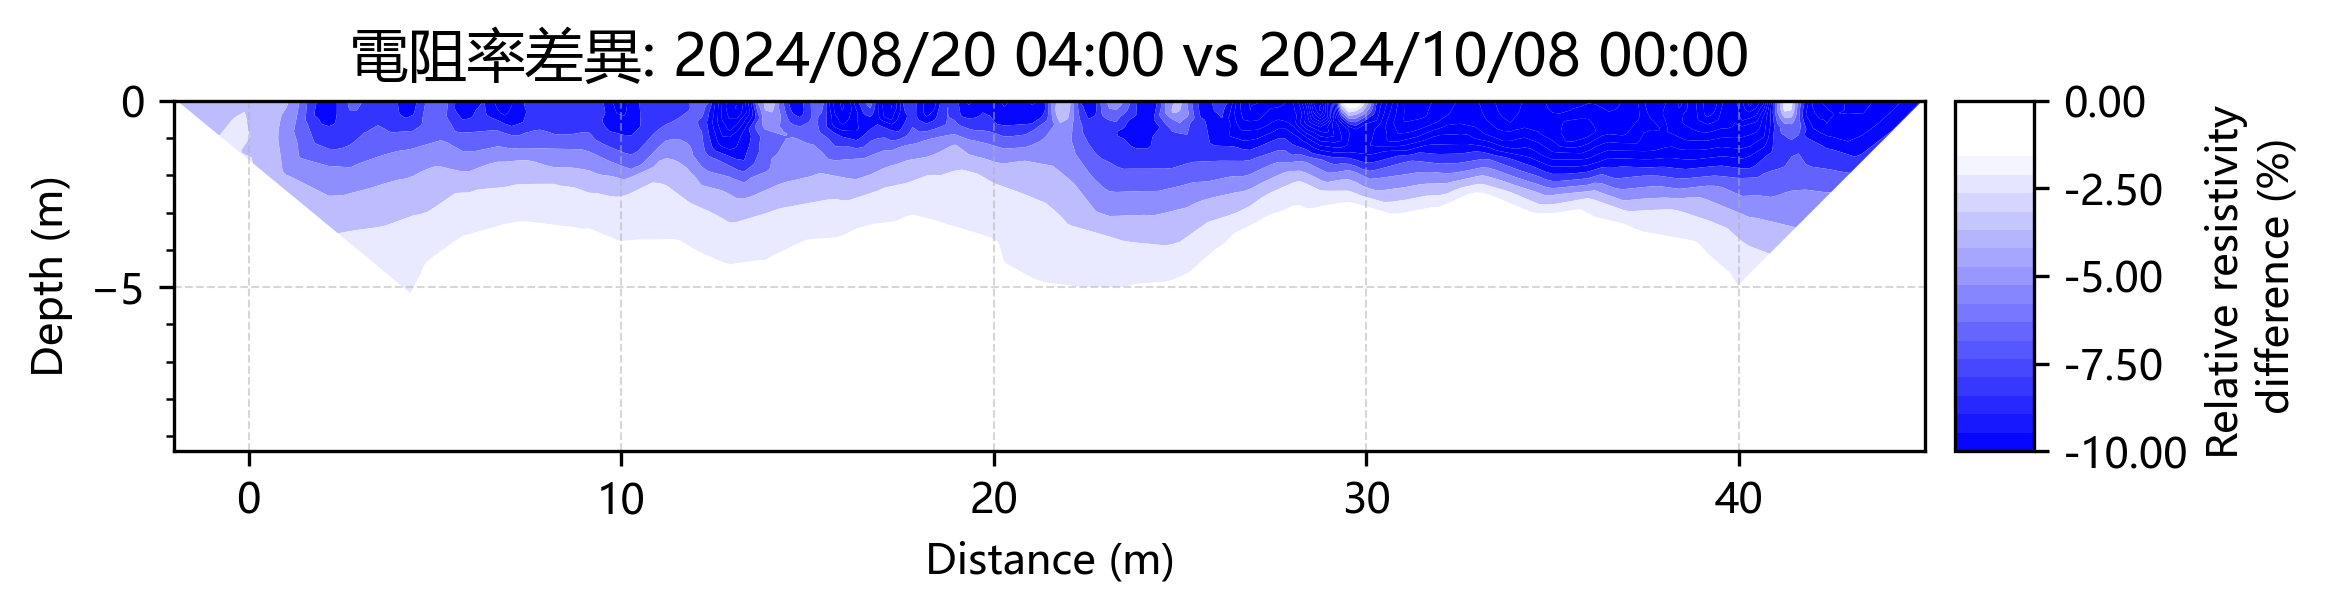 電阻率差異: 2024/08/20 04:00 vs 2024/10/08 00:00
Depth (m)
0
−5
0
10
20
30
40
Distance (m)
0.00
-2.50
-5.00
-7.50
-10.00
Relative resistivity
difference (%)